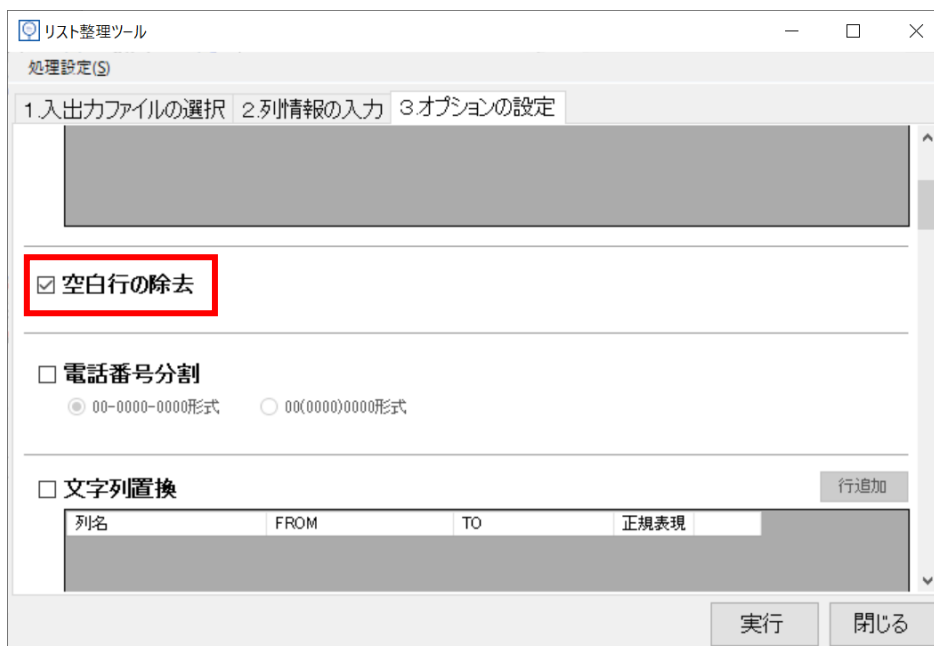 リスト整理ツール
処理設定(S)
1.入出力ファイルの選択 2.列情報の入力 3.オプションの設定
空白行の除去
電話番号分割
00-0000-0000形式 00(0000)0000形式
文字列置換 行追加
列名 FROM TO 正規表現
実行 閉じる